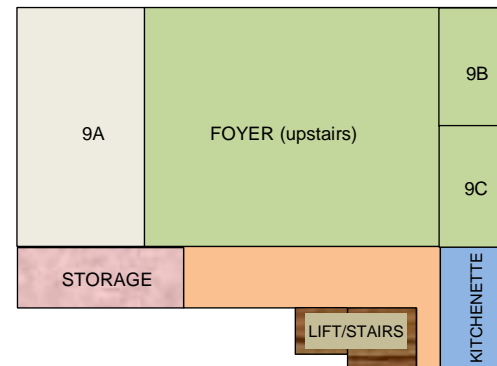 9A
FOYER (upstairs)
9B
9C
STORAGE
LIFT/STAIRS
KITCHENETTE